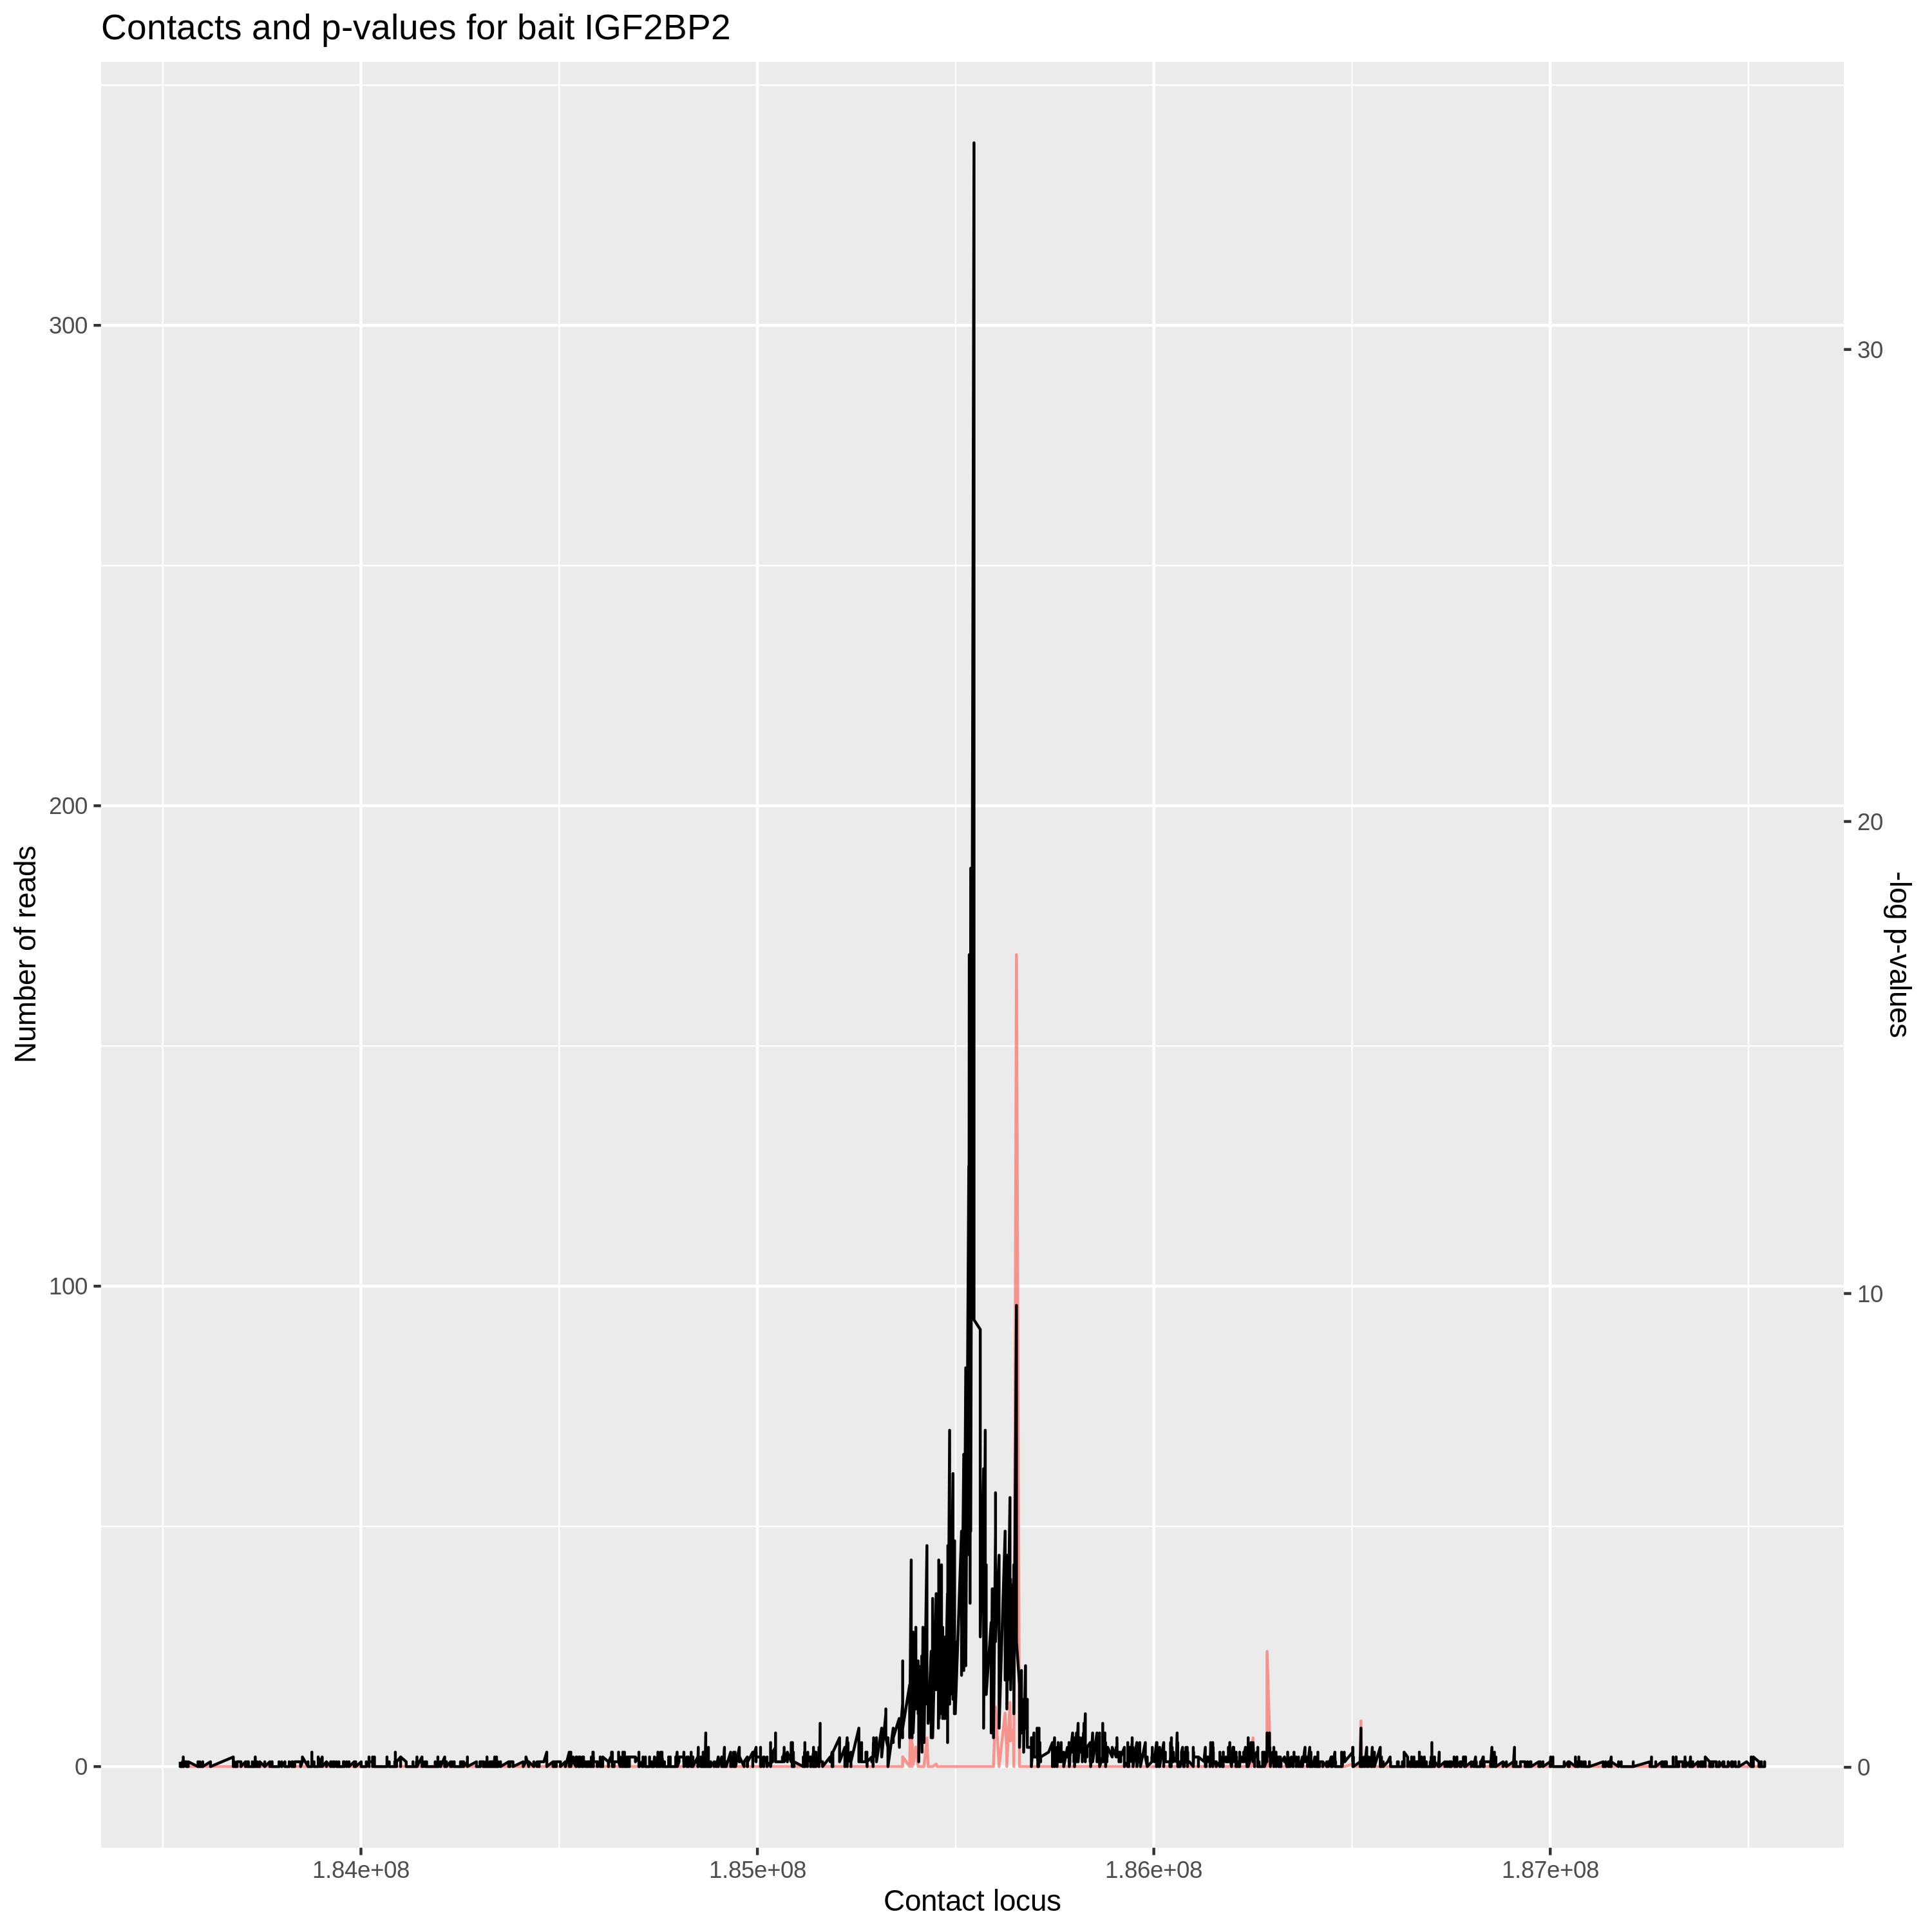 Contacts and p-values for bait IGF2BP2
300
200
100
0
Number of reads
30
20
10
0
-log p-values
1.84e+08
1.85e+08
1.86e+08
1.87e+08
Contact locus